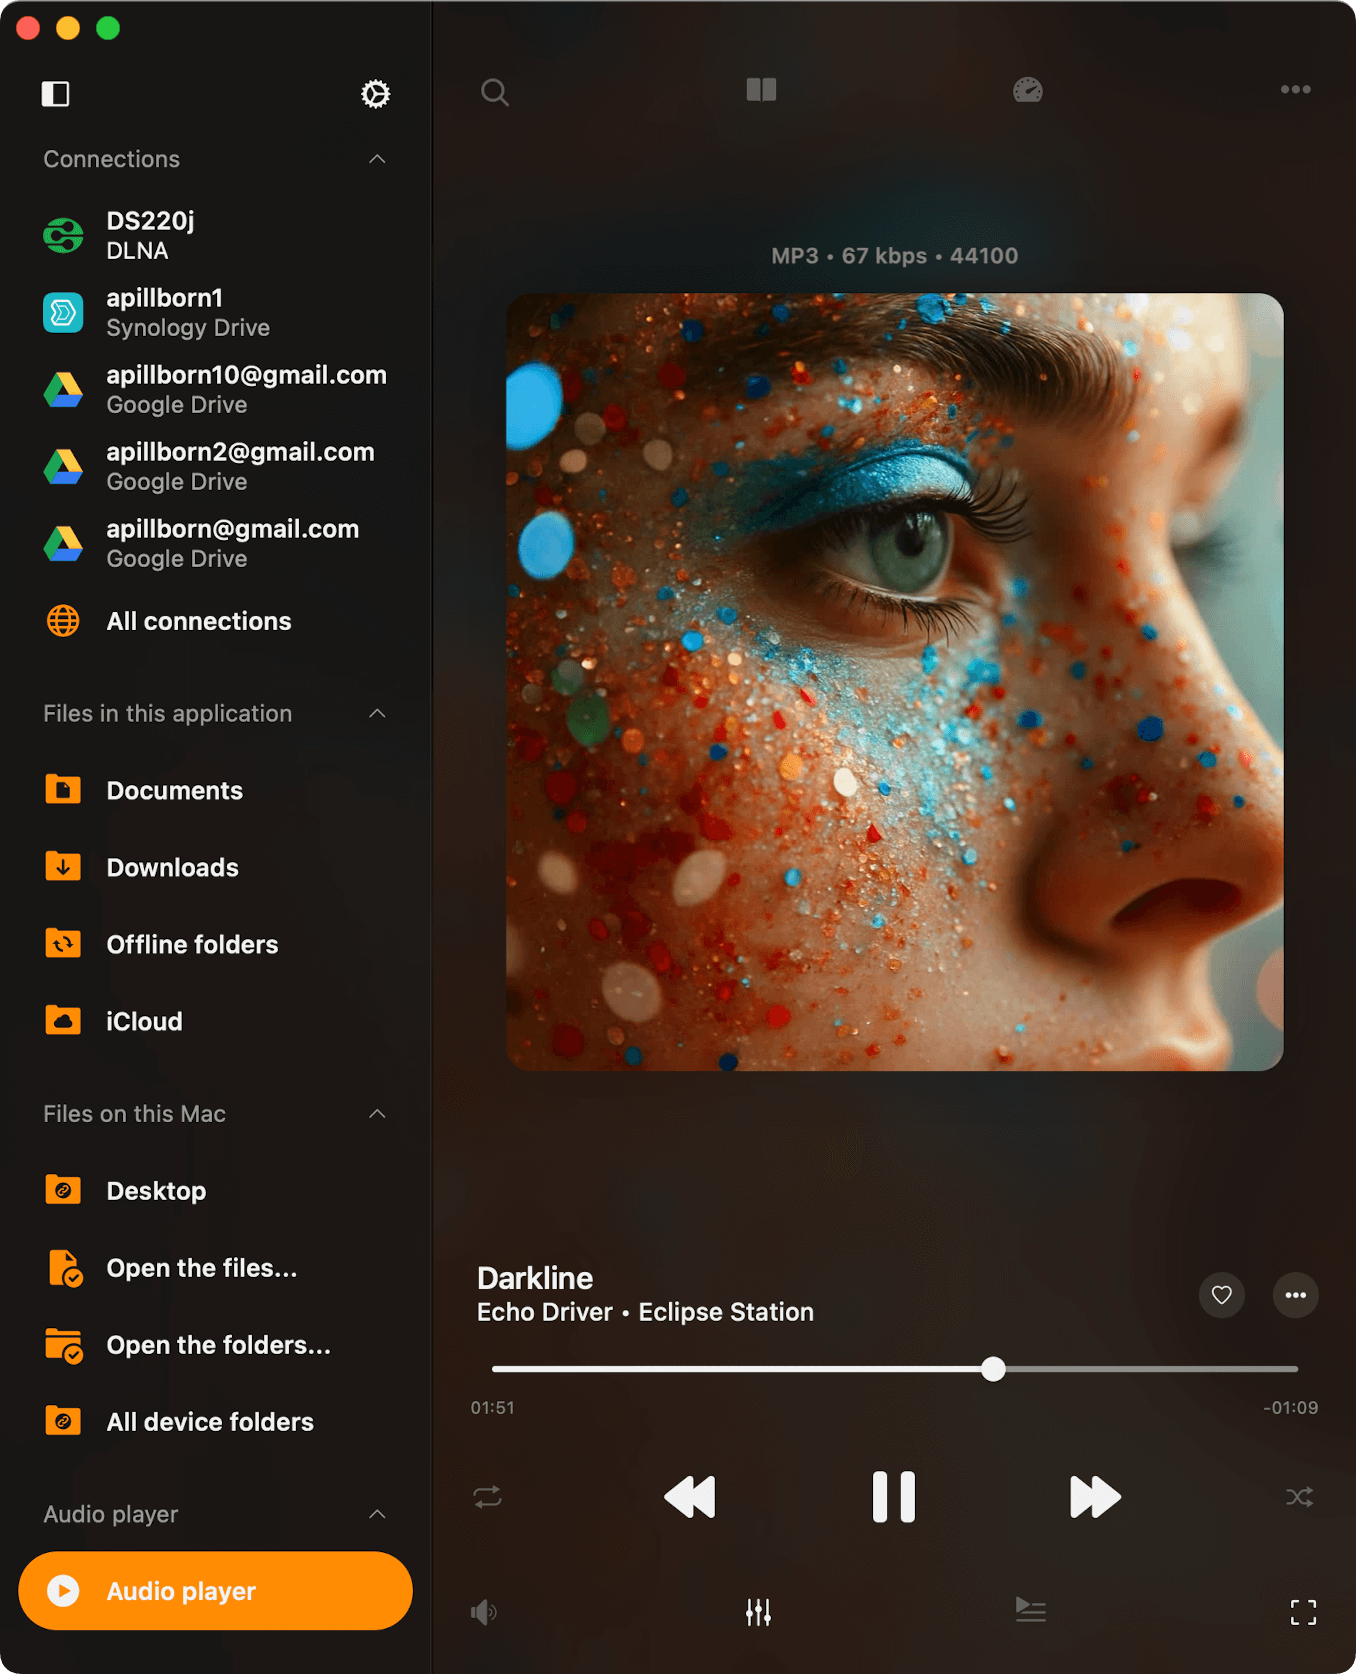 Connections
DS220j
DLNA
apillborn1
Synology Drive
apillborn10@gmail.com
Google Drive
apillborn2@gmail.com
Google Drive
apillborn@gmail.com
Google Drive
All connections
Files in this application
Documents
Downloads
Offline folders
iCloud
Files on this Mac
Desktop
Open the files...
Open the folders...
All device folders
Audio player
Audio player
MP3 • 67 kbps • 44100
Darkline
Echo Driver • Eclipse Station
01:51
-01:09